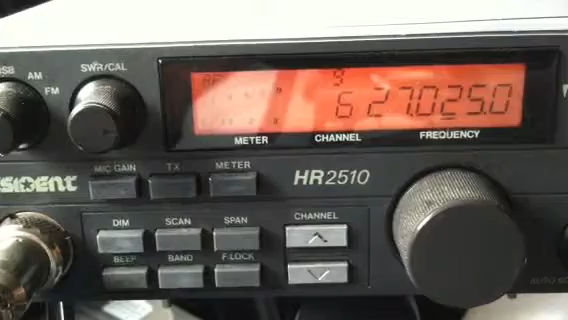 AM
SWR/CAL
FM
9
6 27.025.0
METER CHANNEL FREQUENCY
MIC GAIN TX METER
SIDENT
HR2510
DIM SCAN SPAN CHANNEL
BEEP BAND F.LOCK